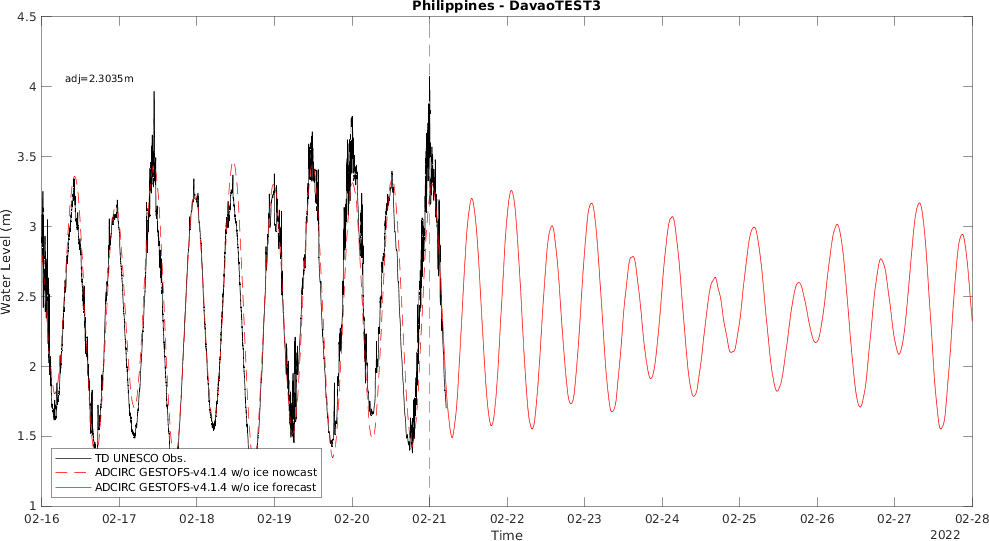 Philippines - DavaoTEST3
4.5
4
3.5
3
2.5
2
1.5
1
Water Level (m)
adj=2.3035m
TD UNESCO Obs.
ADCIRC GESTOFS-v4.1.4 w/o ice nowcast
ADCIRC GESTOFS-v4.1.4 w/o ice forecast
02-16 02-17 02-18 02-19 02-20 02-21 02-22 02-23 02-24 02-25 02-26 02-27 02-28
Time
2022